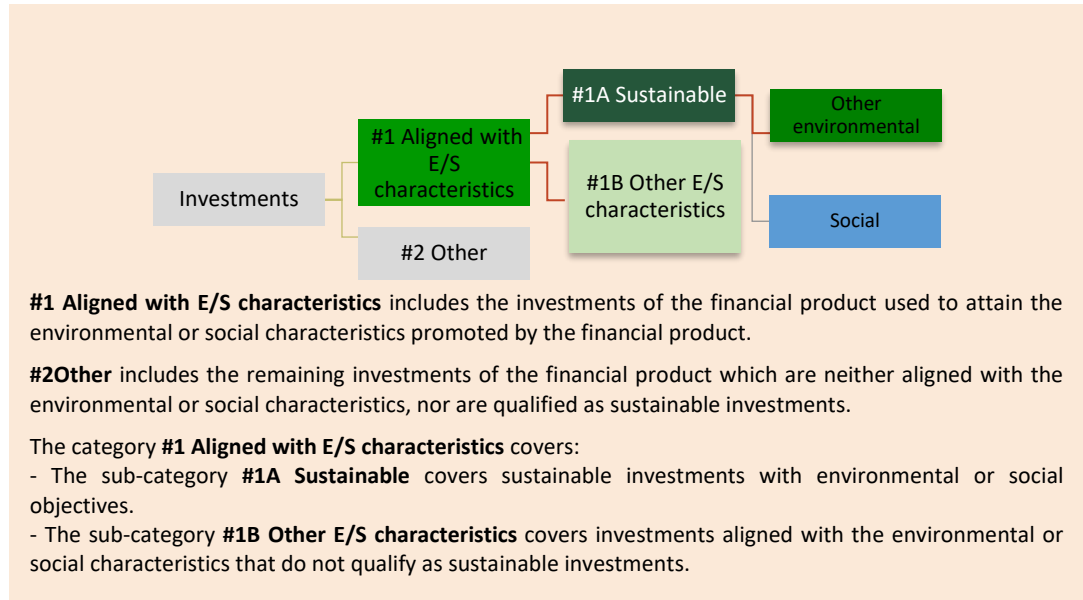 #1A Sustainable
Other
environmental
#1 Aligned with
E/S
characteristics
#1B Other E/S
characteristics
Investments
Social
#2 Other
#1 Aligned with E/S characteristics includes the investments of the financial product used to attain the
environmental or social characteristics promoted by the financial product.
#2Other includes the remaining investments of the financial product which are neither aligned with the
environmental or social characteristics, nor are qualified as sustainable investments.
The category #1 Aligned with E/S characteristics covers:
- The sub-category #1A Sustainable covers sustainable investments with environmental or social
objectives.
- The sub-category #1B Other E/S characteristics covers investments aligned with the environmental or
social characteristics that do not qualify as sustainable investments.